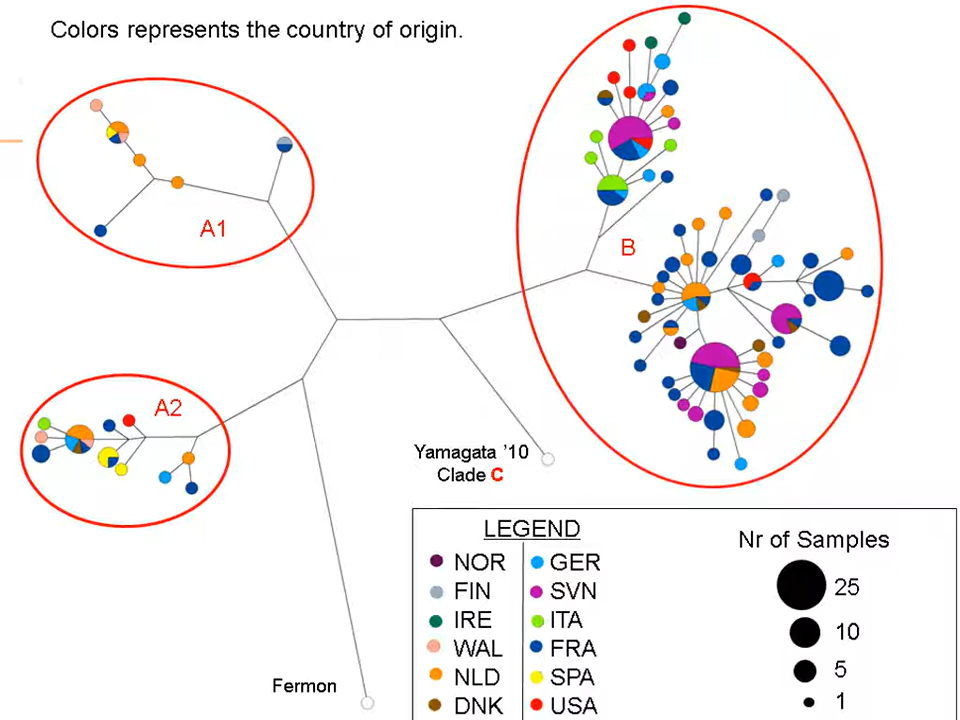 Colors represents the country of origin.
A1
B
A2
Yamagata ’10
Clade C
Fermon
LEGEND
NOR
GER
FIN
SVN
IRE
ITA
WAL
FRA
NLD
SPA
DNK
USA
Nr of Samples
25
10
5
1